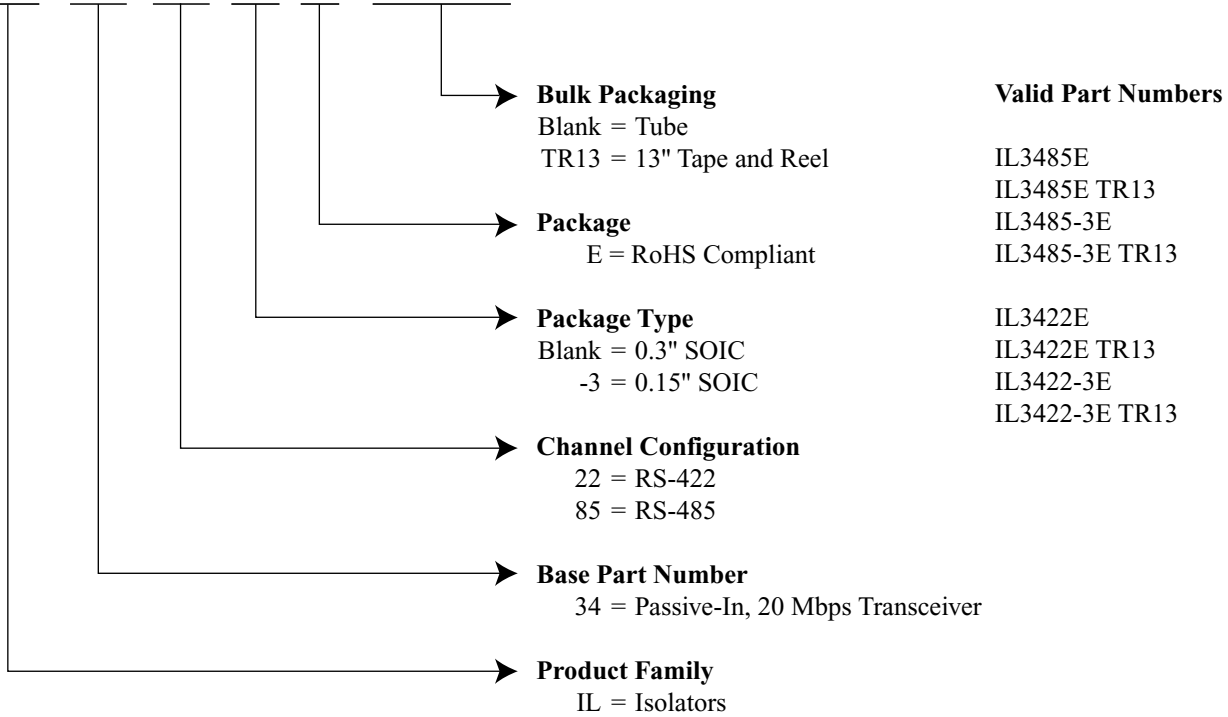 Bulk Packaging
Blank = Tube
TR13 = 13" Tape and Reel
Package
E = RoHS Compliant
Package Type
Blank = 0.3" SOIC
-3 = 0.15" SOIC
Channel Configuration
22 = RS-422
85 = RS-485
Base Part Number
34 = Passive-In, 20 Mbps Transceiver
Product Family
IL = Isolators
Valid Part Numbers
IL3485E
IL3485E TR13
IL3485-3E
IL3485-3E TR13
IL3422E
IL3422E TR13
IL3422-3E
IL3422-3E TR13